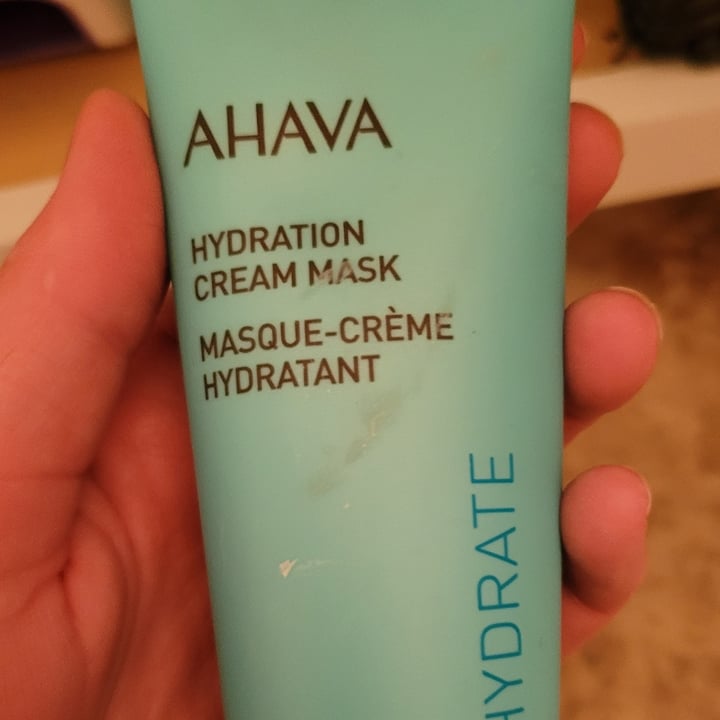 AHAVA
HYDRATION
CREAM MASK
MASQUE-CRÈME
HYDRATANT
HYDRATE